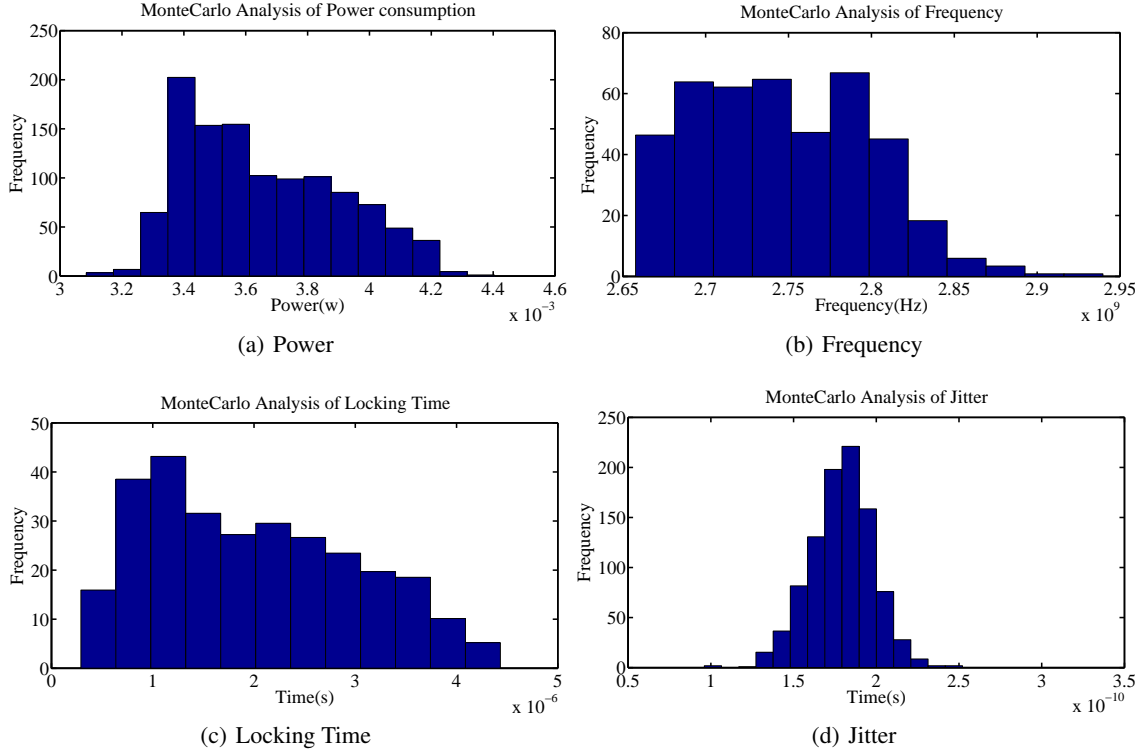 MonteCarlo Analysis of Power consumption
250
200
150
100
50
0
Frequency
3 3.2 3.4 3.6 3.8 4 4.2 4.4 4.6
Power(w)
x 10⁻³
(a) Power
MonteCarlo Analysis of Frequency
80
60
40
20
0
Frequency
2.65 2.7 2.75 2.8 2.85 2.9 2.95
Frequency(Hz)
x 10⁹
(b) Frequency
MonteCarlo Analysis of Locking Time
50
40
30
20
10
0
Frequency
0 1 2 3 4 5
Time(s)
x 10⁻⁶
(c) Locking Time
MonteCarlo Analysis of Jitter
250
200
150
100
50
0
Frequency
0.5 1 1.5 2 2.5 3 3.5
Time(s)
x 10⁻¹⁰
(d) Jitter